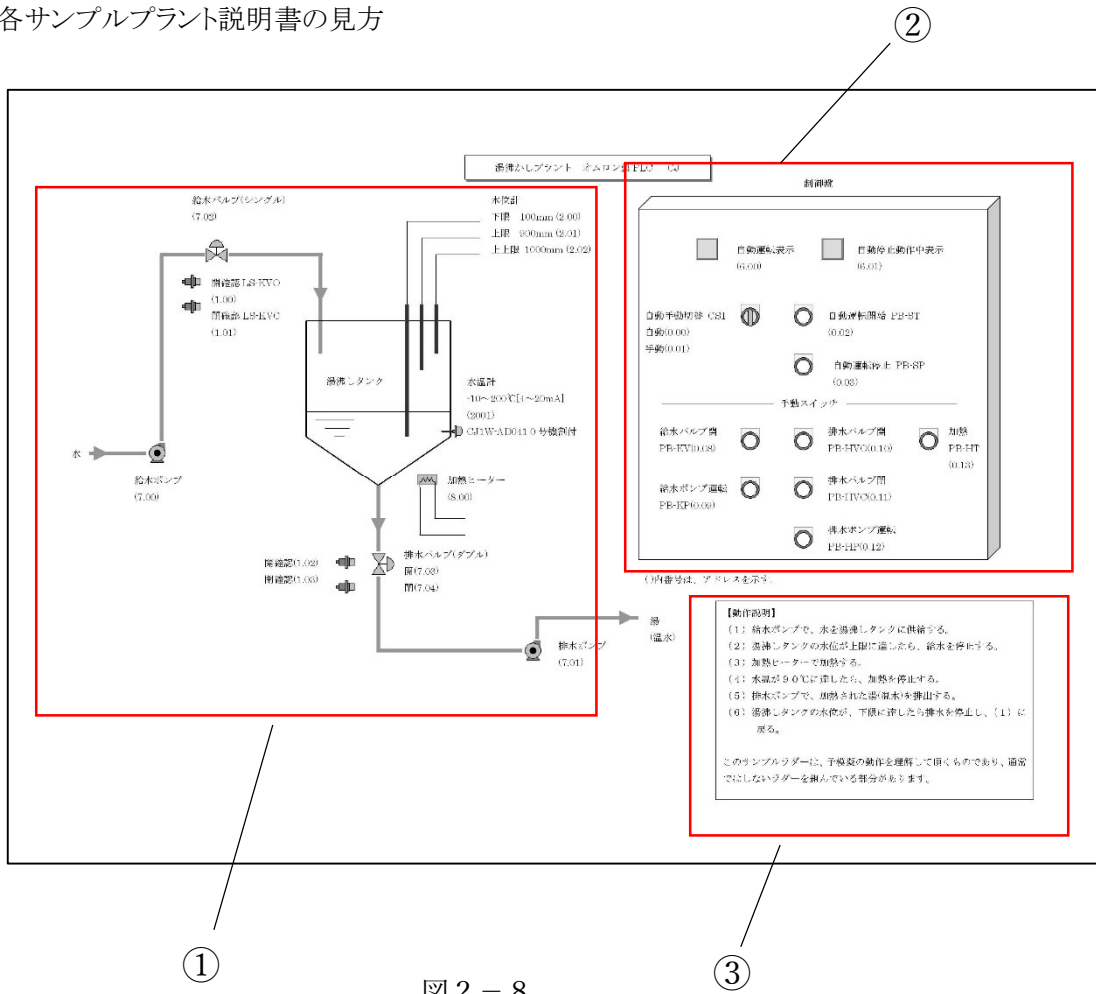 各サンプルプラント説明書の見方
②
湯沸かしプラント オムロン㈱PLC CJ
給水バルブ(シングル)
(7.02)
開確認 LS-KVO
(1.00)
閉確認 LS-KVC
(1.01)
水位計
下限 100mm (2.00)
上限 900mm (2.01)
上上限 1000mm (2.02)
湯沸しタンク
水温計
-10～200℃[4～20mA]
(2001)
CJ1W-AD041 0号機割付
水
給水ポンプ
(7.00)
加熱ヒーター
(8.00)
開確認(1.02)
閉確認(1.03)
排水バルブ(ダブル)
開(7.03)
閉(7.04)
排水ポンプ
(7.01)
湯
(温水)
制御盤
自動運転表示
(6.00)
自動停止動作中表示
(6.01)
自動手動切替 CS1
自動(0.00)
手動(0.01)
自動運転開始 PB-ST
(0.02)
自動運転停止 PB-SP
(0.03)
手動スイッチ
給水バルブ開
PB-KV(0.08)
排水バルブ開
PB-HVO(0.10)
加熱
PB-HT
(0.13)
給水ポンプ運転
PB-KP(0.09)
排水バルブ閉
PB-HVC(0.11)
排水ポンプ運転
PB-HP(0.12)
( )内番号は、アドレスを示す。
【動作説明】
(1) 給水ポンプで、水を湯沸しタンクに供給する。
(2) 湯沸しタンクの水位が上限に達したら、給水を停止する。
(3) 加熱ヒーターで加熱する。
(4) 水温が90℃に達したら、加熱を停止する。
(5) 排水ポンプで、加熱された湯(温水)を排出する。
(6) 湯沸しタンクの水位が、下限に達したら排水を停止し、(1)に
戻る。
このサンプルラダーは、子模擬の動作を理解して頂くものであり、通常
ではしないラダーを組んでいる部分があります。
①
③
図2－8